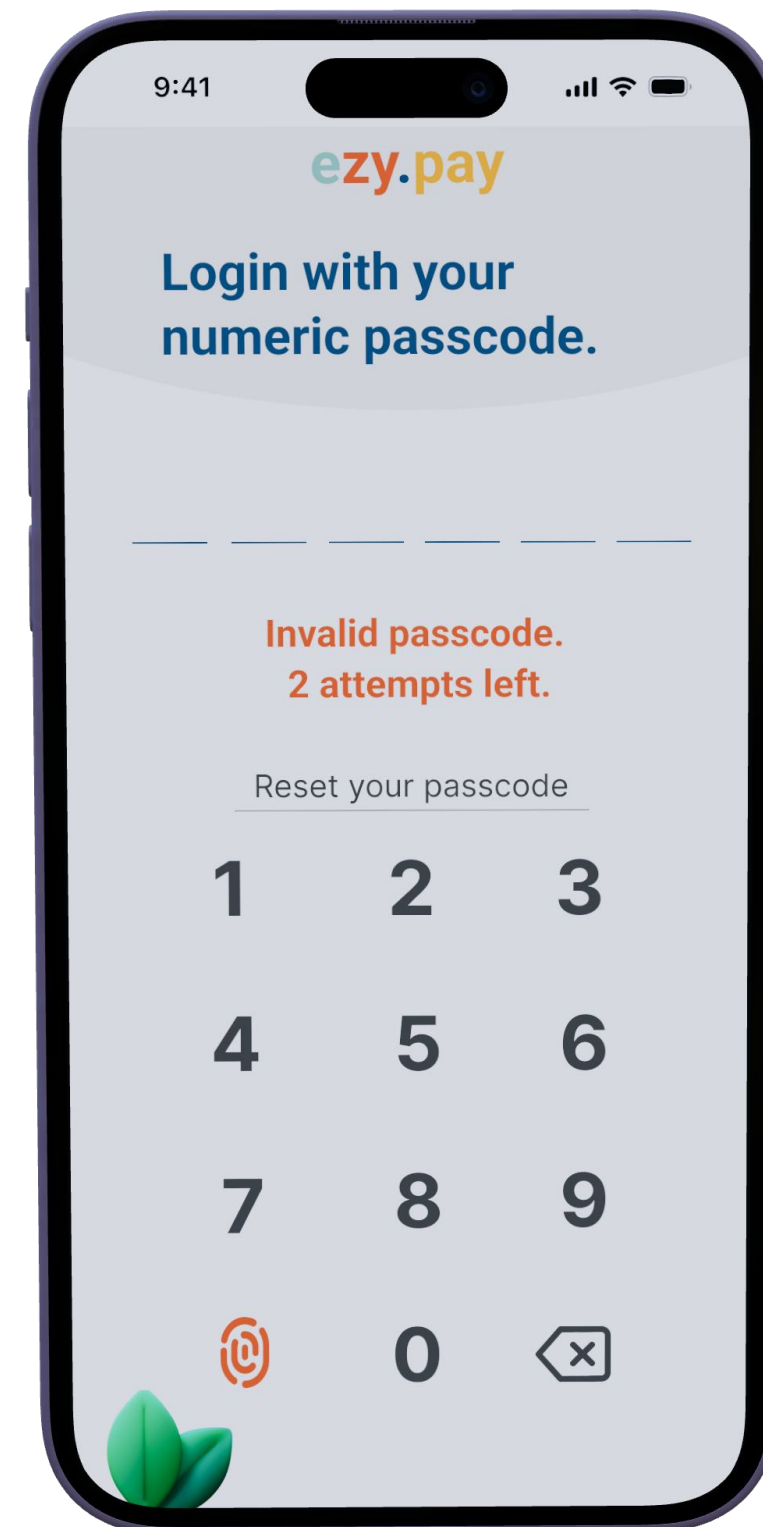 9:41
ezy.pay
Login with your
numeric passcode.
Invalid passcode.
2 attempts left.
Reset your passcode
1 2 3
4 5 6
7 8 9
0